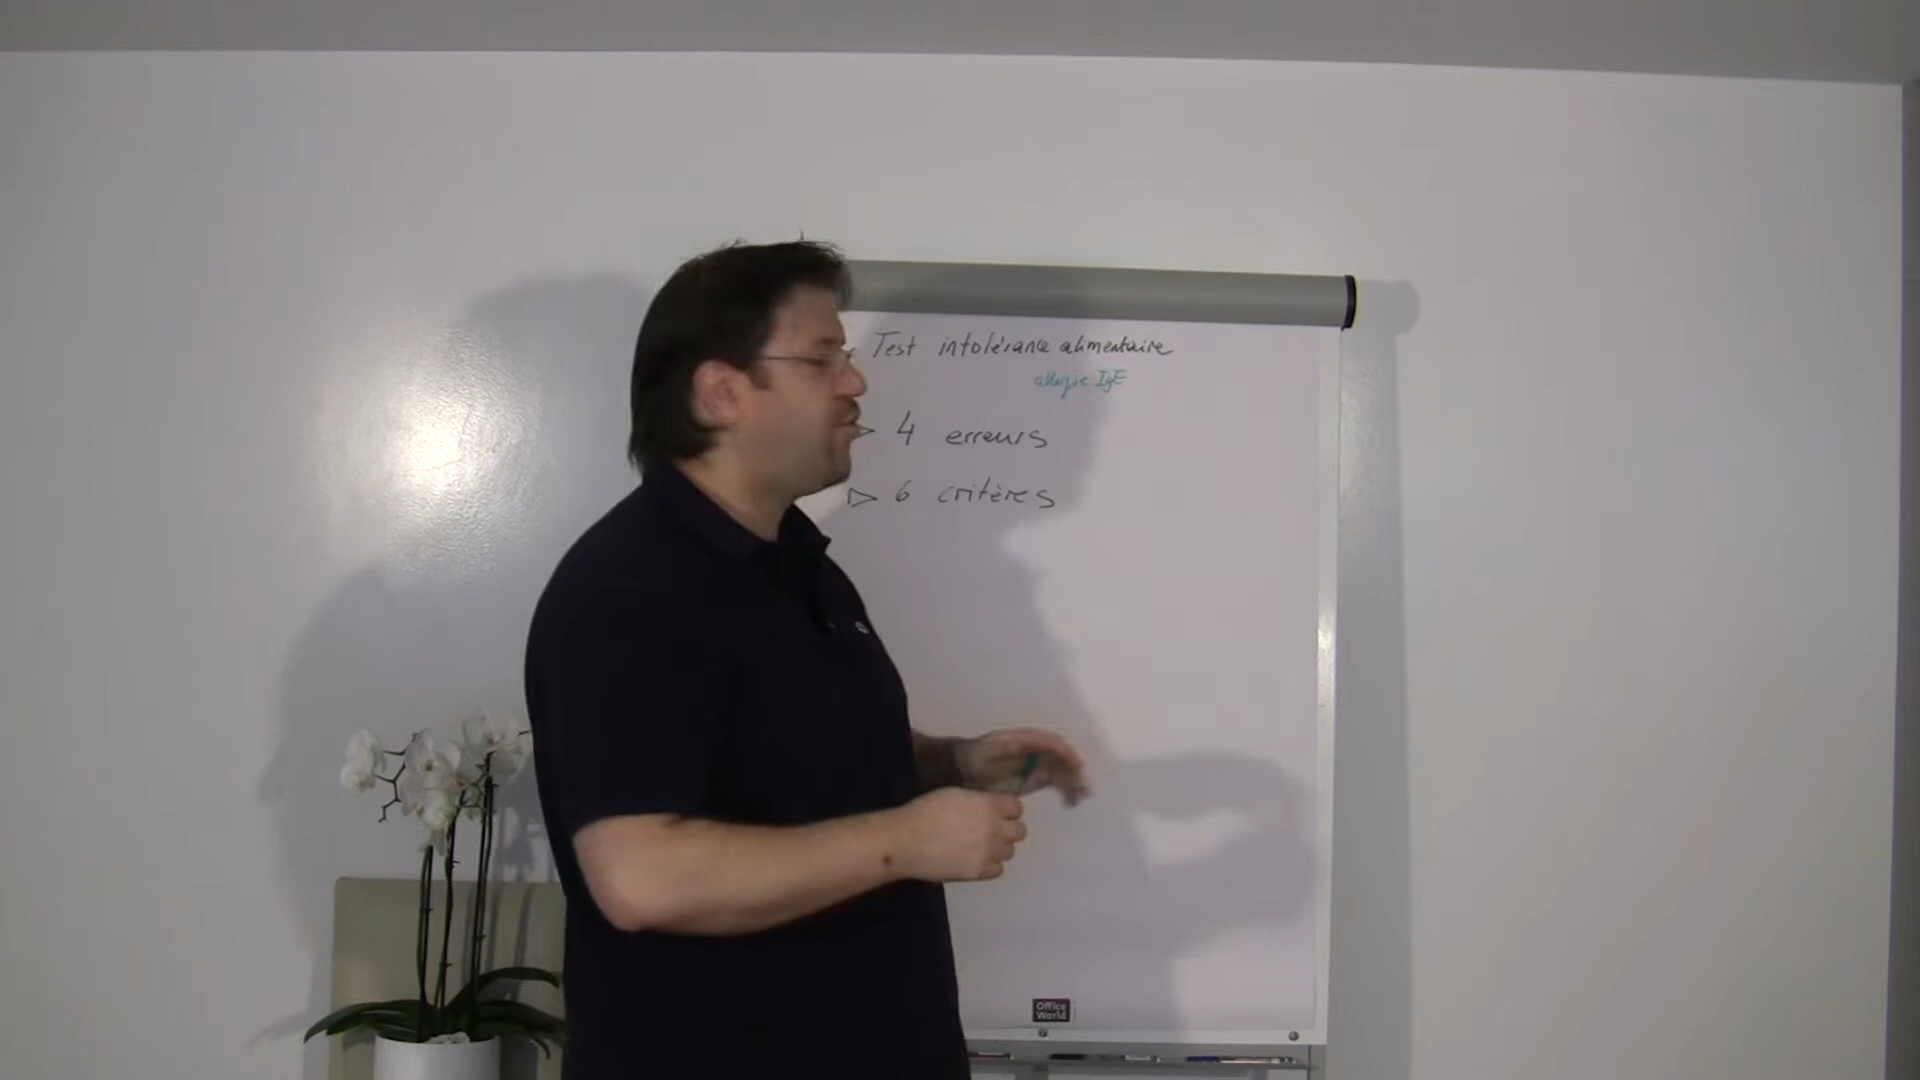 Test intolérance alimentaire
allergie IgE
4 erreurs
6 critères
Office
World